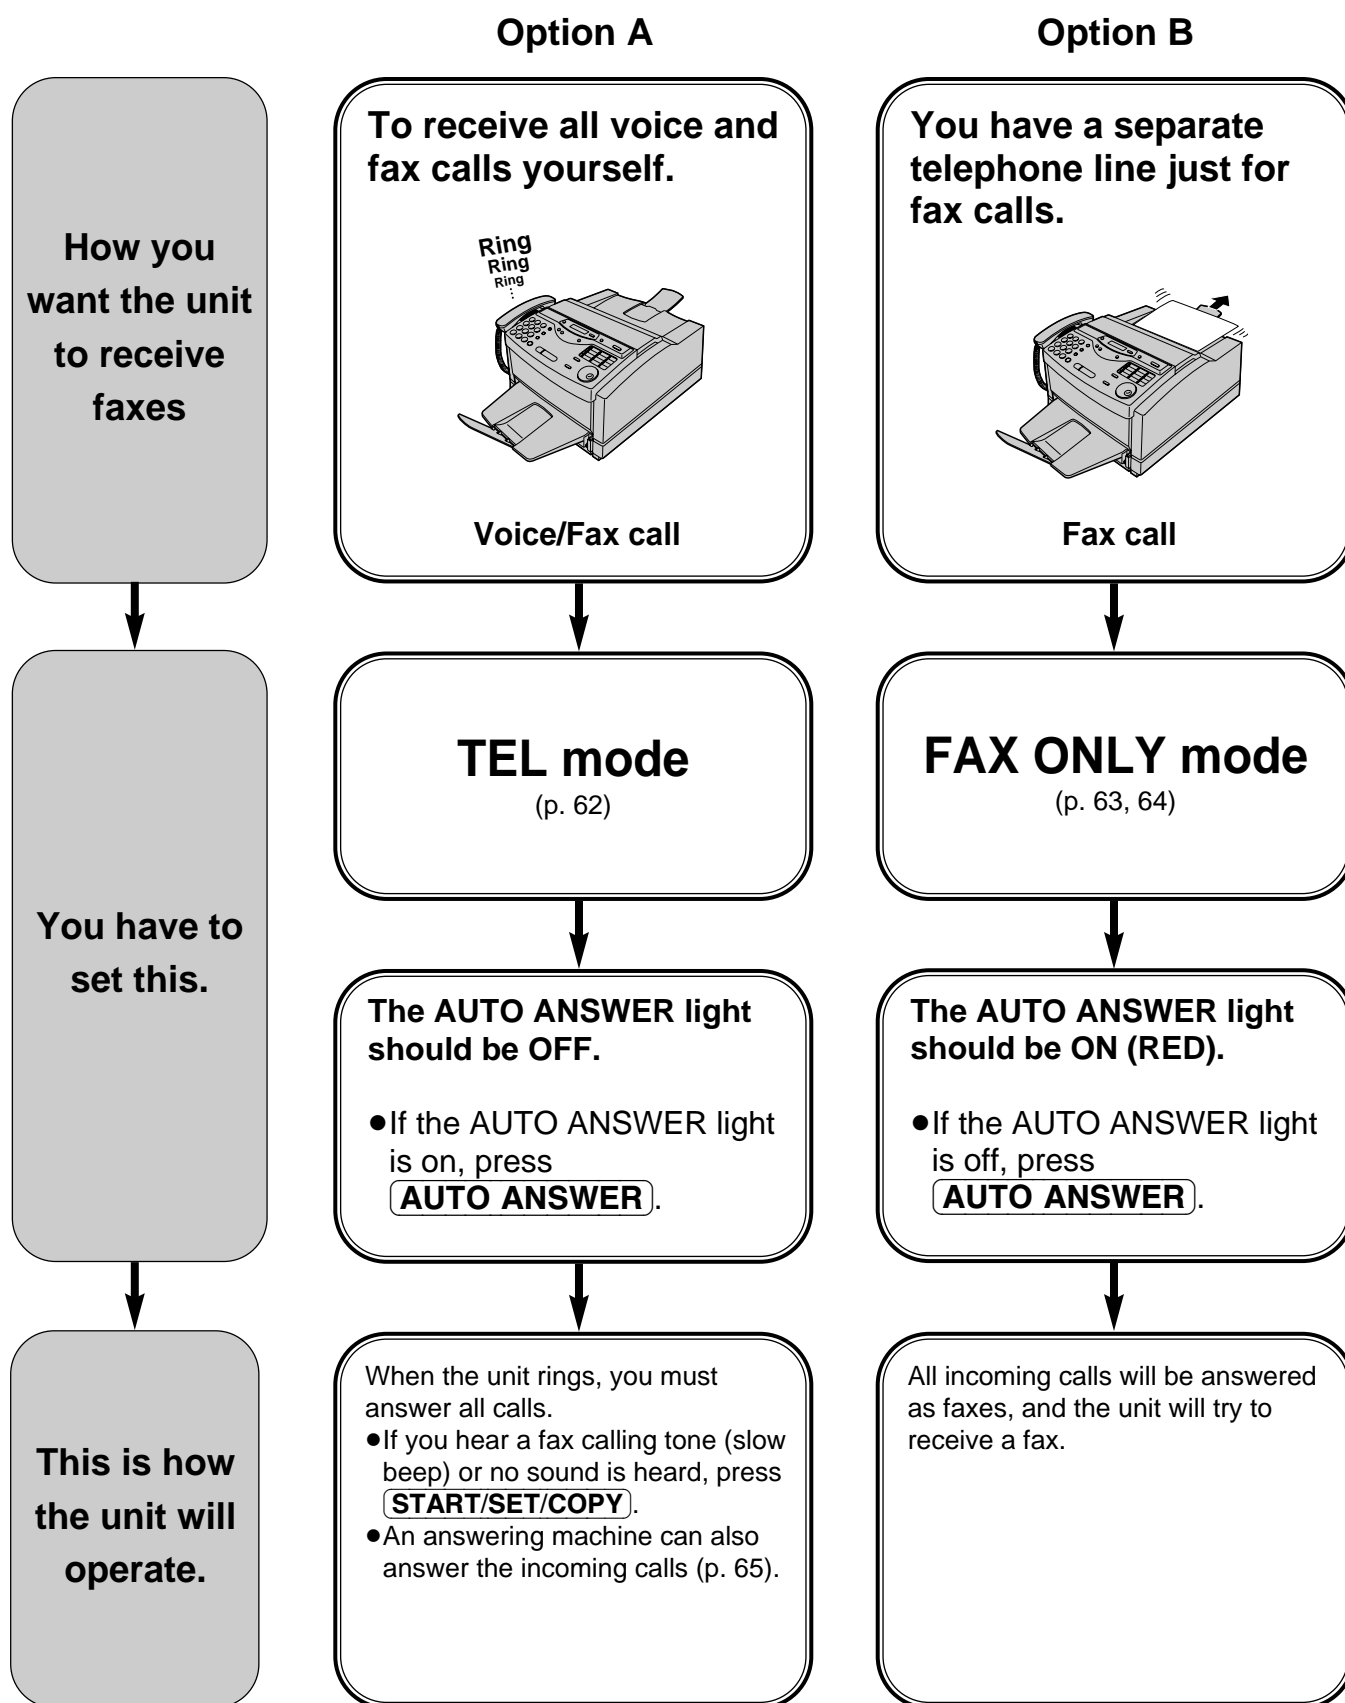 Option A
Option B
How you
want the unit
to receive
faxes
To receive all voice and
fax calls yourself.
Ring
Ring
Ring
Voice/Fax call
You have a separate
telephone line just for
fax calls.
Fax call
You have to
set this.
TEL mode
(p. 62)
FAX ONLY mode
(p. 63, 64)
The AUTO ANSWER light
should be OFF.
●If the AUTO ANSWER light
is on, press
AUTO ANSWER.
The AUTO ANSWER light
should be ON (RED).
●If the AUTO ANSWER light
is off, press
AUTO ANSWER.
This is how
the unit will
operate.
When the unit rings, you must
answer all calls.
●If you hear a fax calling tone (slow
beep) or no sound is heard, press
START/SET/COPY.
●An answering machine can also
answer the incoming calls (p. 65).
All incoming calls will be answered
as faxes, and the unit will try to
receive a fax.